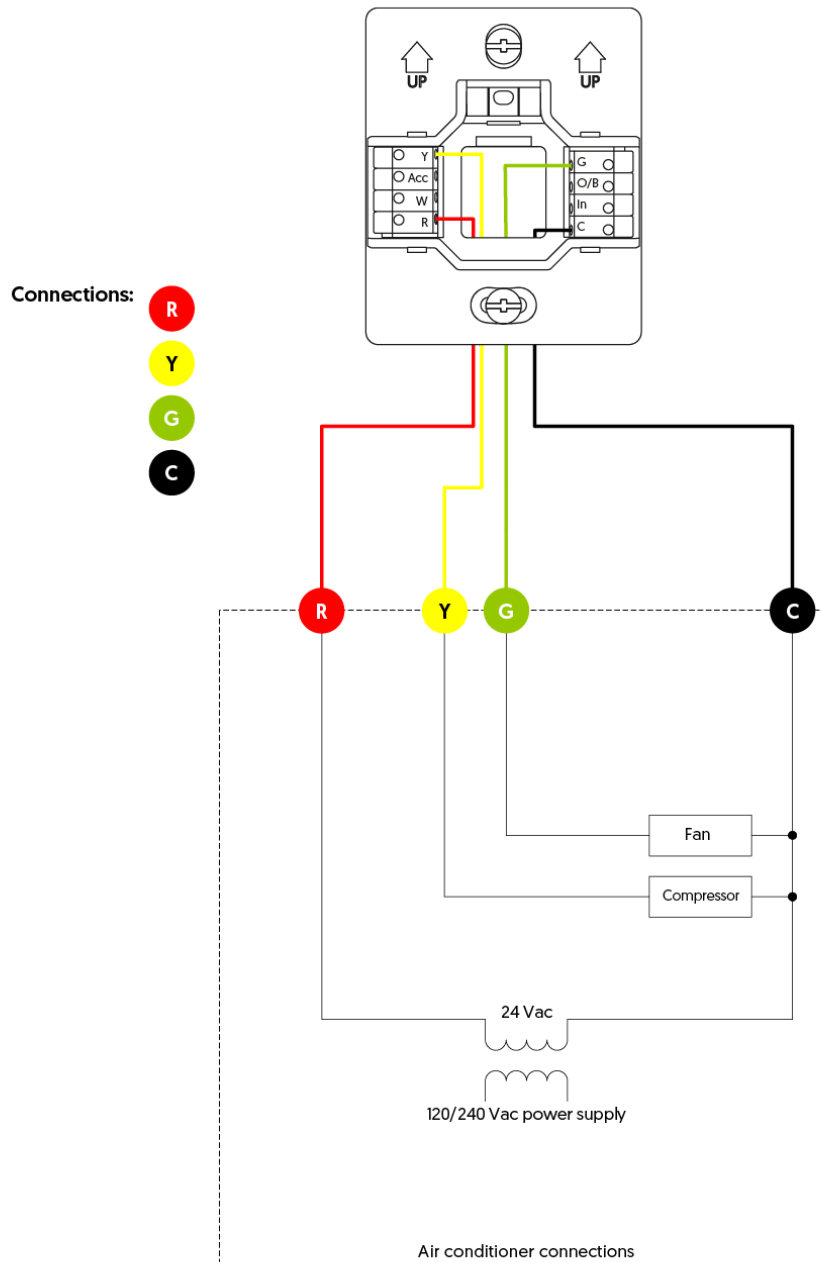 UP
UP
Y
Acc
W
R
G
O/B
In
C
Connections:
R
Y
G
C
R
Y
G
C
Fan
Compressor
24 Vac
120/240 Vac power supply
Air conditioner connections